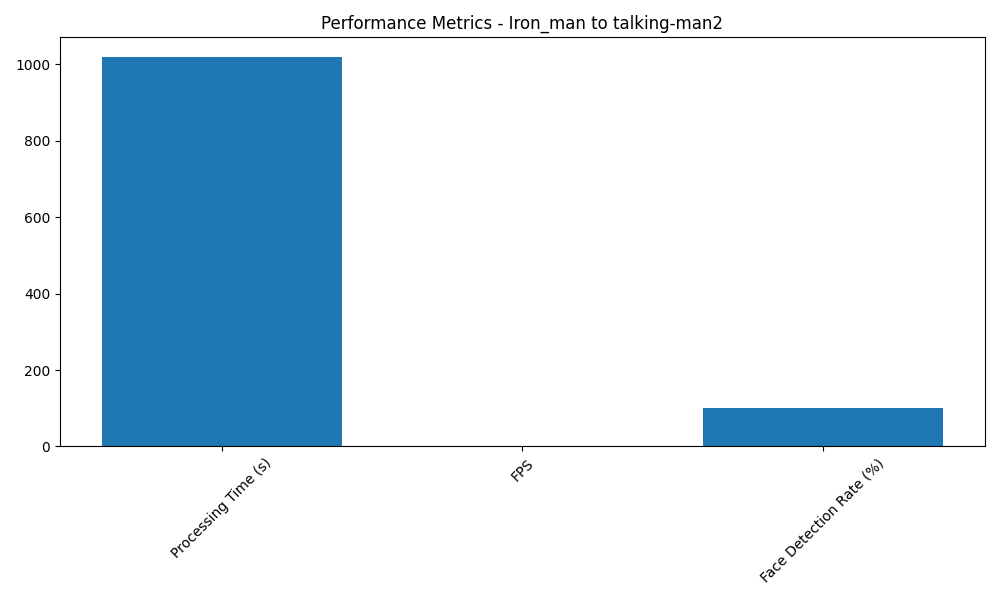 Performance Metrics - Iron_man to talking-man2
1000
800
600
400
200
0
Processing Time (s)
FPS
Face Detection Rate (%)